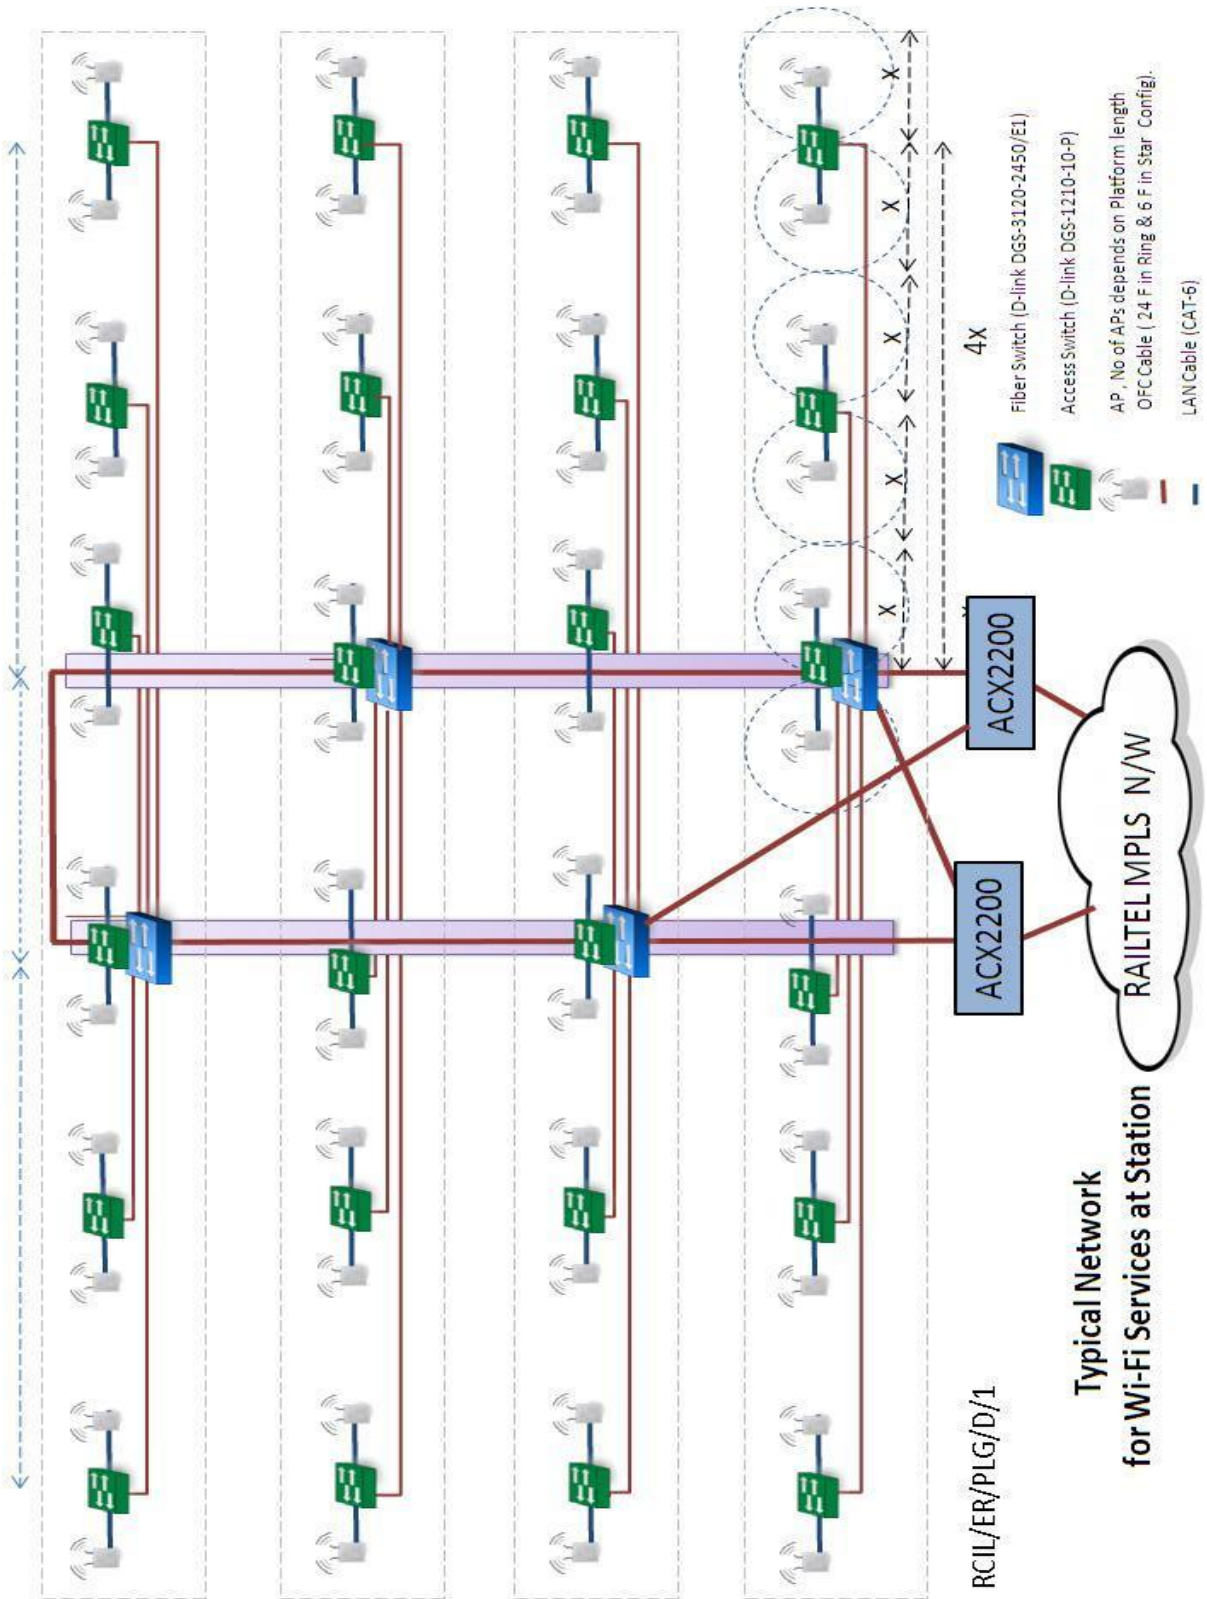 X
X
X
X
X
4x
Fiber Switch (D-link DGS-3120-2450/E1)
Access Switch (D-link DGS-1210-10-P)
AP, No of APs depends on Platform length
OFC Cable ( 24 F in Ring & 6 F in Star Config).
LAN Cable (CAT-6)
ACX2200
ACX2200
RAILTEL MPLS N/W
RCIL/ER/PLG/D/1
Typical Network
for Wi-Fi Services at Station